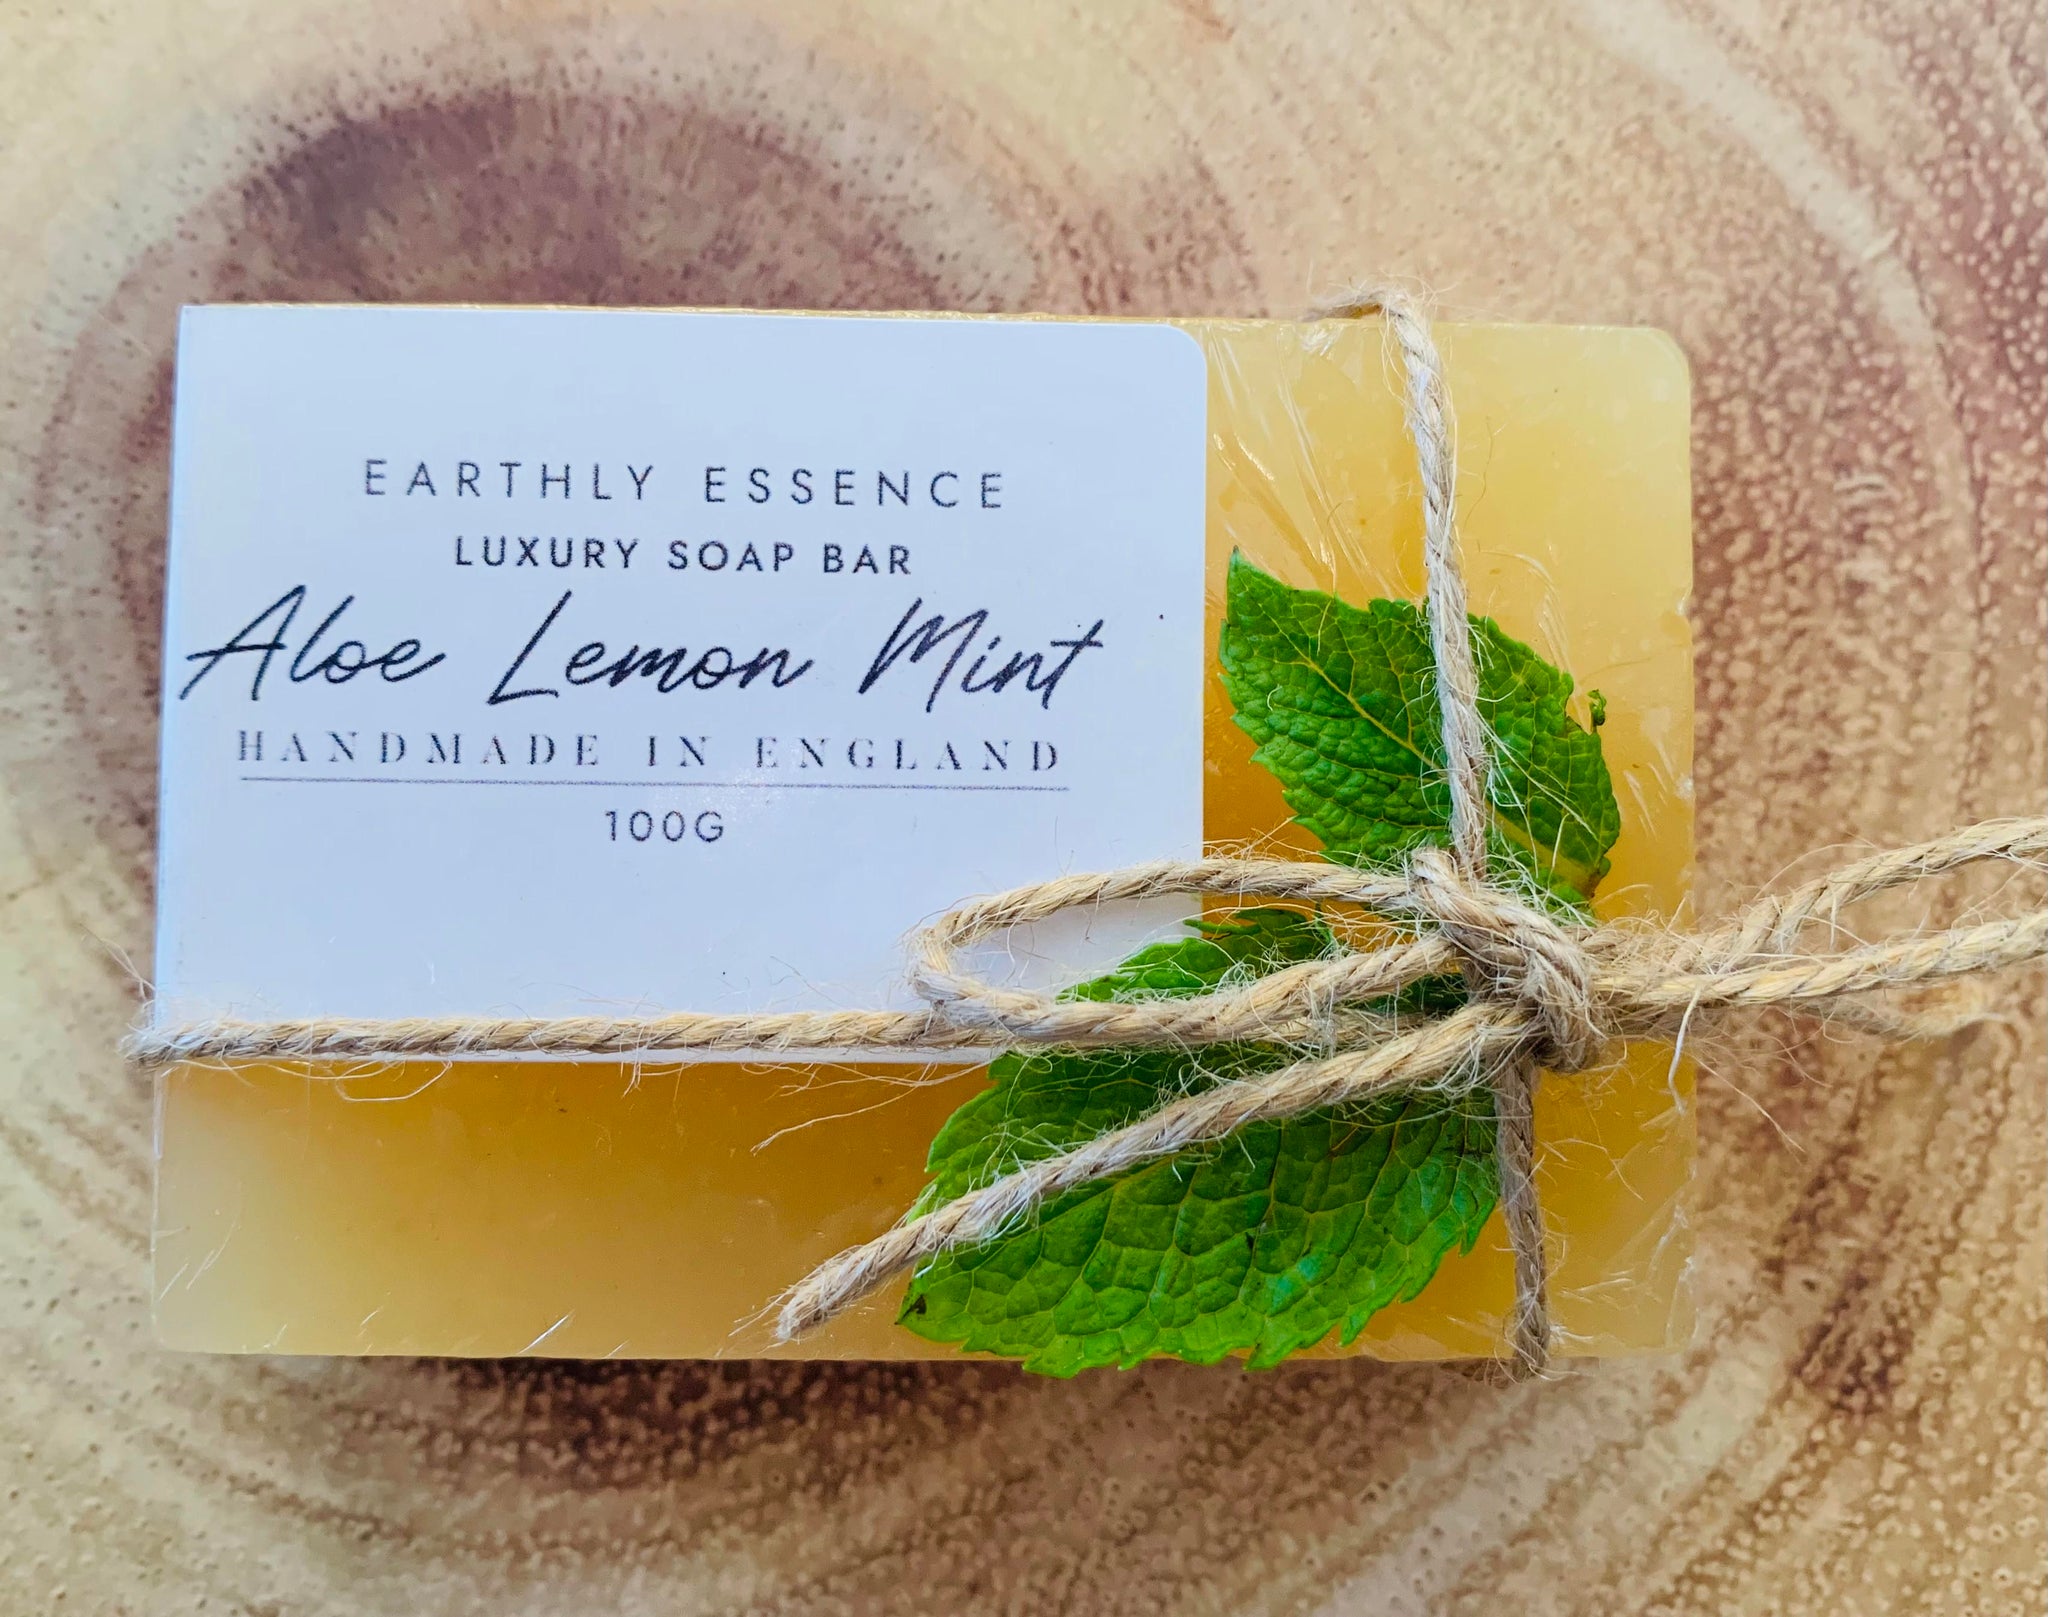 EARTHLY ESSENCE
LUXURY SOAP BAR
Aloe Lemon Mint
HANDMADE IN ENGLAND
100G